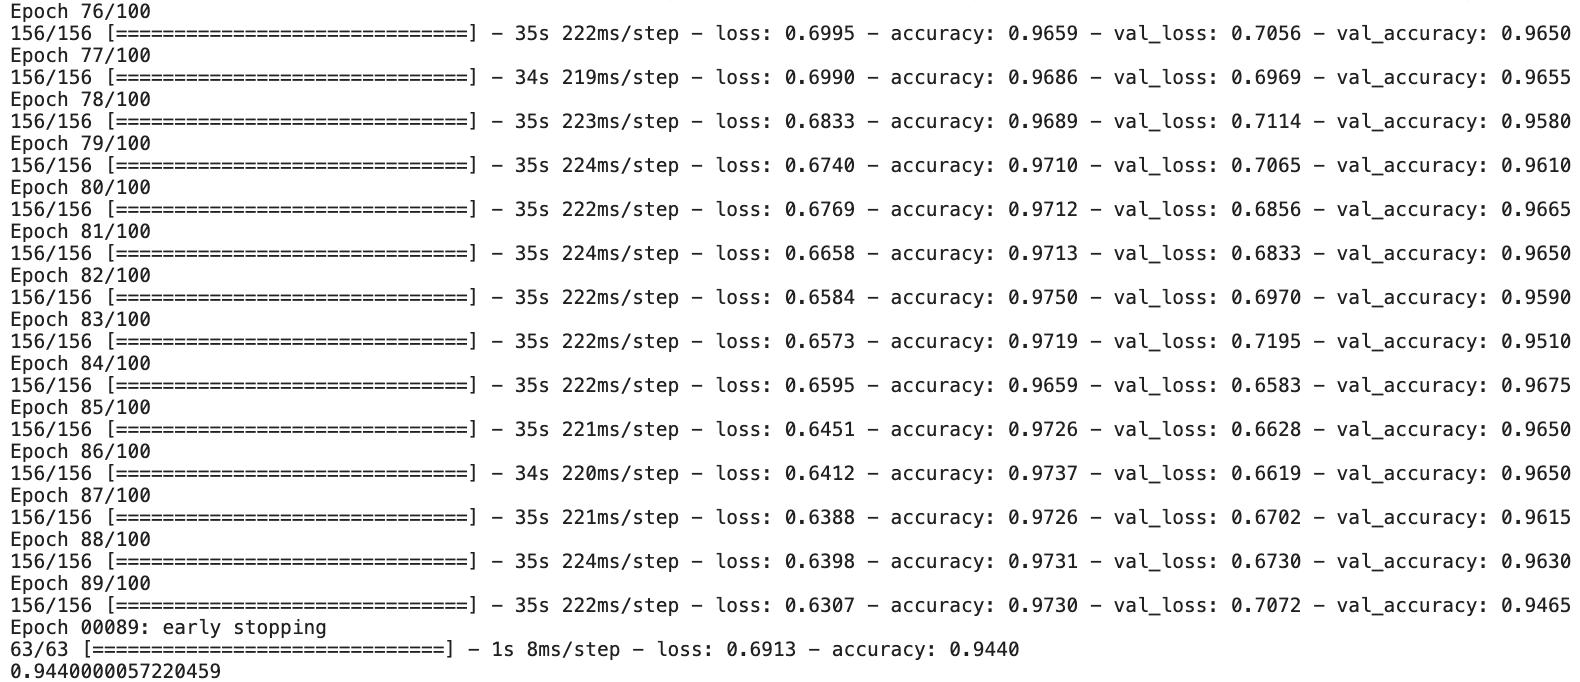 Epoch 76/100
156/156 [==============================] - 35s 222ms/step - loss: 0.6995 - accuracy: 0.9659 - val_loss: 0.7056 - val_accuracy: 0.9650
Epoch 77/100
156/156 [==============================] - 34s 219ms/step - loss: 0.6990 - accuracy: 0.9686 - val_loss: 0.6969 - val_accuracy: 0.9655
Epoch 78/100
156/156 [==============================] - 35s 223ms/step - loss: 0.6833 - accuracy: 0.9689 - val_loss: 0.7114 - val_accuracy: 0.9580
Epoch 79/100
156/156 [==============================] - 35s 224ms/step - loss: 0.6740 - accuracy: 0.9710 - val_loss: 0.7065 - val_accuracy: 0.9610
Epoch 80/100
156/156 [==============================] - 35s 222ms/step - loss: 0.6769 - accuracy: 0.9712 - val_loss: 0.6856 - val_accuracy: 0.9665
Epoch 81/100
156/156 [==============================] - 35s 224ms/step - loss: 0.6658 - accuracy: 0.9713 - val_loss: 0.6833 - val_accuracy: 0.9650
Epoch 82/100
156/156 [==============================] - 35s 222ms/step - loss: 0.6584 - accuracy: 0.9750 - val_loss: 0.6970 - val_accuracy: 0.9590
Epoch 83/100
156/156 [==============================] - 35s 222ms/step - loss: 0.6573 - accuracy: 0.9719 - val_loss: 0.7195 - val_accuracy: 0.9510
Epoch 84/100
156/156 [==============================] - 35s 222ms/step - loss: 0.6595 - accuracy: 0.9659 - val_loss: 0.6583 - val_accuracy: 0.9675
Epoch 85/100
156/156 [==============================] - 35s 221ms/step - loss: 0.6451 - accuracy: 0.9726 - val_loss: 0.6628 - val_accuracy: 0.9650
Epoch 86/100
156/156 [==============================] - 34s 220ms/step - loss: 0.6412 - accuracy: 0.9737 - val_loss: 0.6619 - val_accuracy: 0.9650
Epoch 87/100
156/156 [==============================] - 35s 221ms/step - loss: 0.6388 - accuracy: 0.9726 - val_loss: 0.6702 - val_accuracy: 0.9615
Epoch 88/100
156/156 [==============================] - 35s 224ms/step - loss: 0.6398 - accuracy: 0.9731 - val_loss: 0.6730 - val_accuracy: 0.9630
Epoch 89/100
156/156 [==============================] - 35s 222ms/step - loss: 0.6307 - accuracy: 0.9730 - val_loss: 0.7072 - val_accuracy: 0.9465
Epoch 00089: early stopping
63/63 [==============================] - 1s 8ms/step - loss: 0.6913 - accuracy: 0.9440
0.9440000057220459